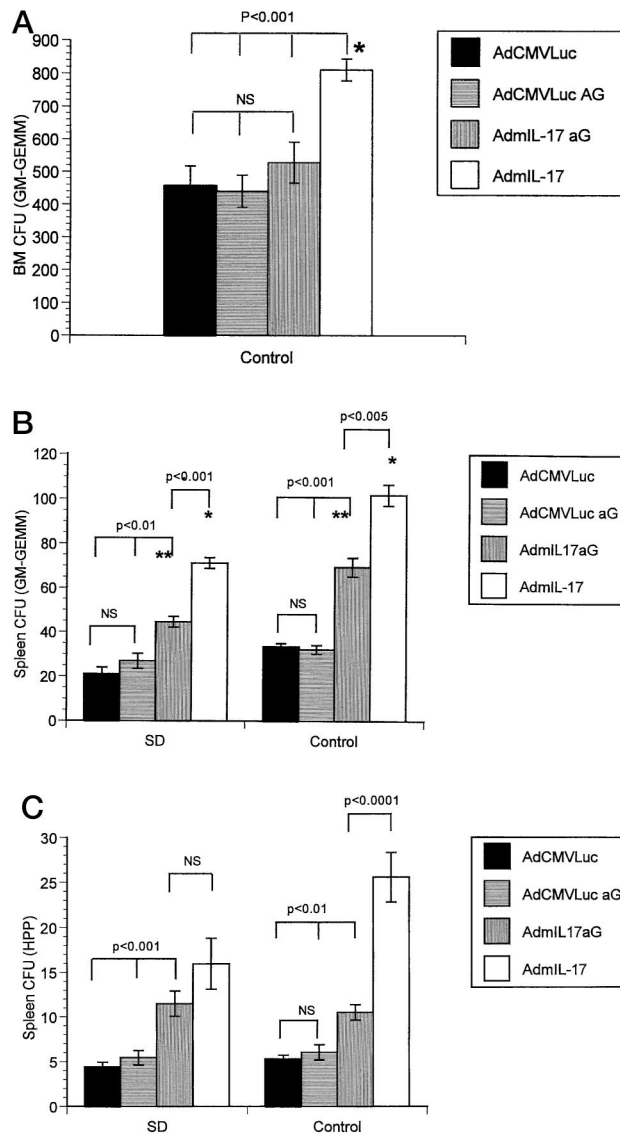 A
P<0.001
*
NS
900
800
700
600
500
400
300
200
100
0
BM CFU (GM-GEMM)
Control
AdCMVLuc
AdCMVLuc AG
AdmIL-17 aG
AdmIL-17
B
p<0.005
p<0.001
*
p<0.001
*
p<0.01
**
**
NS
NS
120
100
80
60
40
20
0
Spleen CFU (GM-GEMM)
SD
Control
AdCMVLuc
AdCMVLuc aG
AdmIL17aG
AdmIL-17
C
p<0.0001
NS
p<0.01
p<0.001
NS
30
25
20
15
10
5
0
Spleen CFU (HPP)
SD
Control
AdCMVLuc
AdCMVLuc aG
AdmIL17aG
AdmIL-17